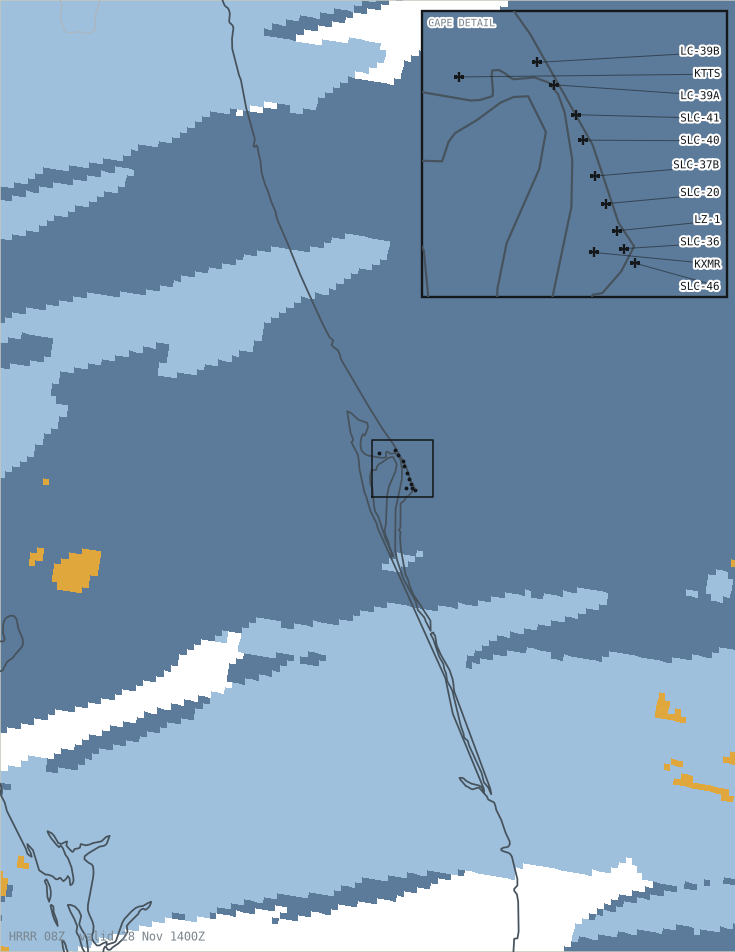 CAPE DETAIL
LC-39B
KTTS
LC-39A
SLC-41
SLC-40
SLC-37B
SLC-20
LZ-1
SLC-36
KXMR
SLC-46
HRRR 08Z valid 28 Nov 1400Z